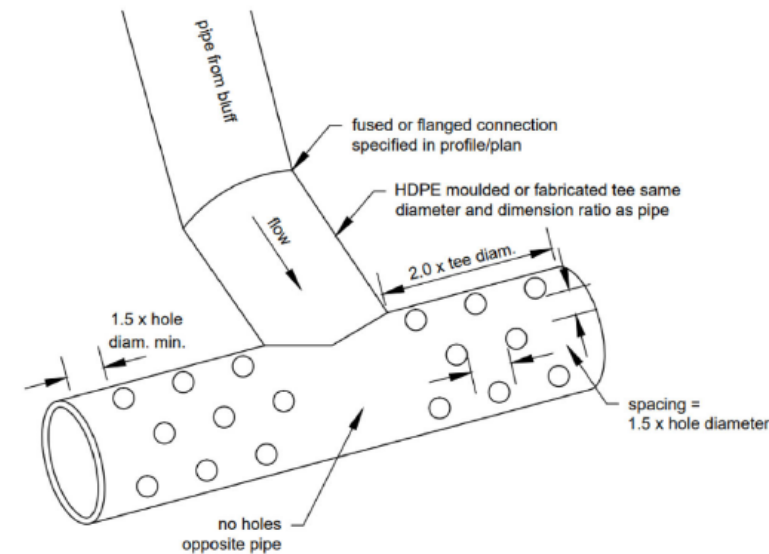 pipe from bluff
fused or flanged connection
specified in profile/plan
HDPE moulded or fabricated tee same
diameter and dimension ratio as pipe
flow
2.0 x tee diam.
1.5 x hole
diam. min.
spacing =
1.5 x hole diameter
no holes
opposite pipe